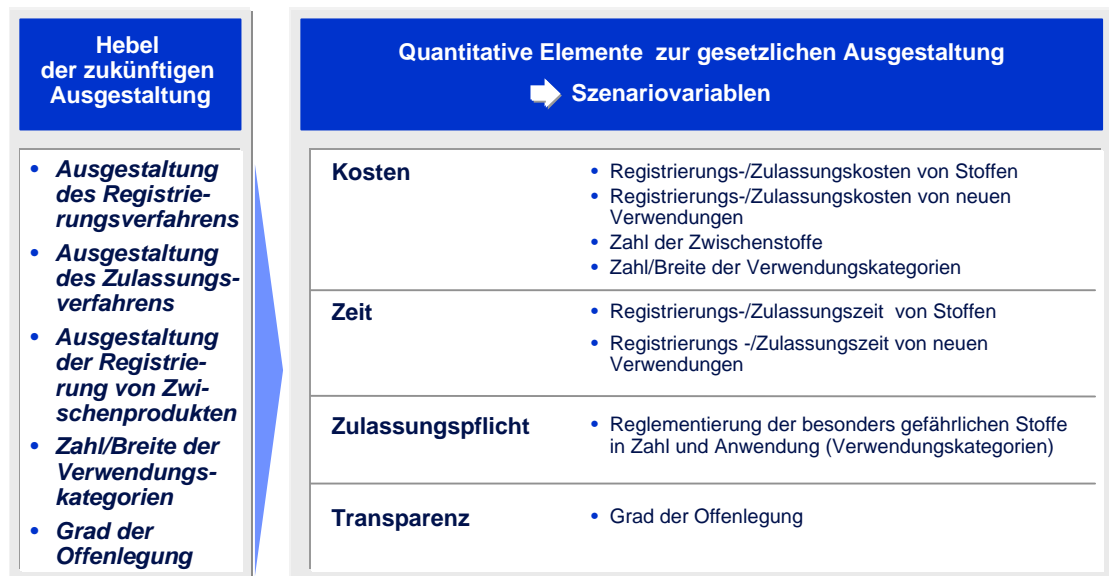 Hebel
der zukünftigen
Ausgestaltung
• Ausgestaltung
des Registrie-
rungsverfahrens
• Ausgestaltung
des Zulassungs-
verfahrens
• Ausgestaltung
der Registrie-
rung von Zwi-
schenprodukten
• Zahl/Breite der
Verwendungs-
kategorien
• Grad der
Offenlegung
Quantitative Elemente zur gesetzlichen Ausgestaltung
Szenariovariablen
Kosten
• Registrierungs-/Zulassungskosten von Stoffen
• Registrierungs-/Zulassungskosten von neuen
Verwendungen
• Zahl der Zwischenstoffe
• Zahl/Breite der Verwendungskategorien
Zeit
• Registrierungs-/Zulassungszeit von Stoffen
• Registrierungs -/Zulassungszeit von neuen
Verwendungen
Zulassungspflicht
• Reglementierung der besonders gefährlichen Stoffe
in Zahl und Anwendung (Verwendungskategorien)
Transparenz
• Grad der Offenlegung